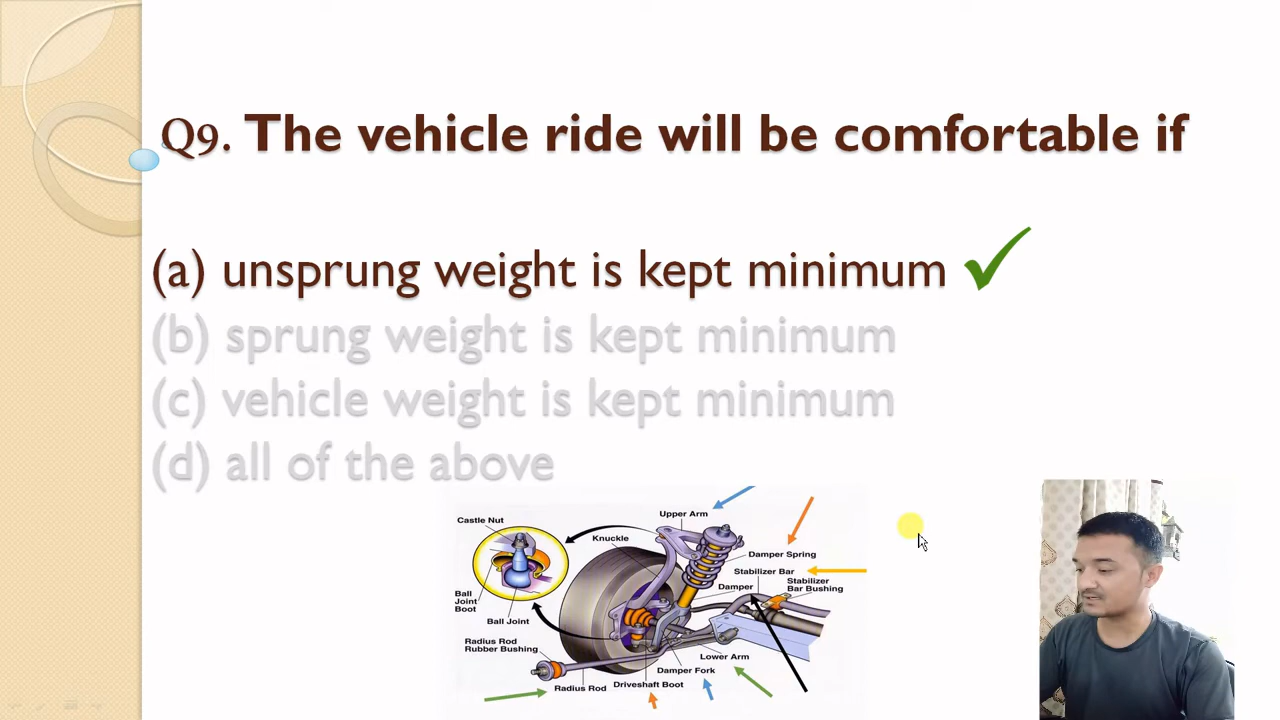 Q9. The vehicle ride will be comfortable if
(a) unsprung weight is kept minimum
(b) sprung weight is kept minimum
(c) vehicle weight is kept minimum
(d) all of the above
Upper Arm
Castle Nut
Knuckle
Damper Spring
Stabilizer Bar
Damper
Stabilizer
Bar Bushing
Ball
Joint
Boot
Ball Joint
Radius Rod
Rubber Bushing
Lower Arm
Damper Fork
Driveshaft Boot
Radius Rod